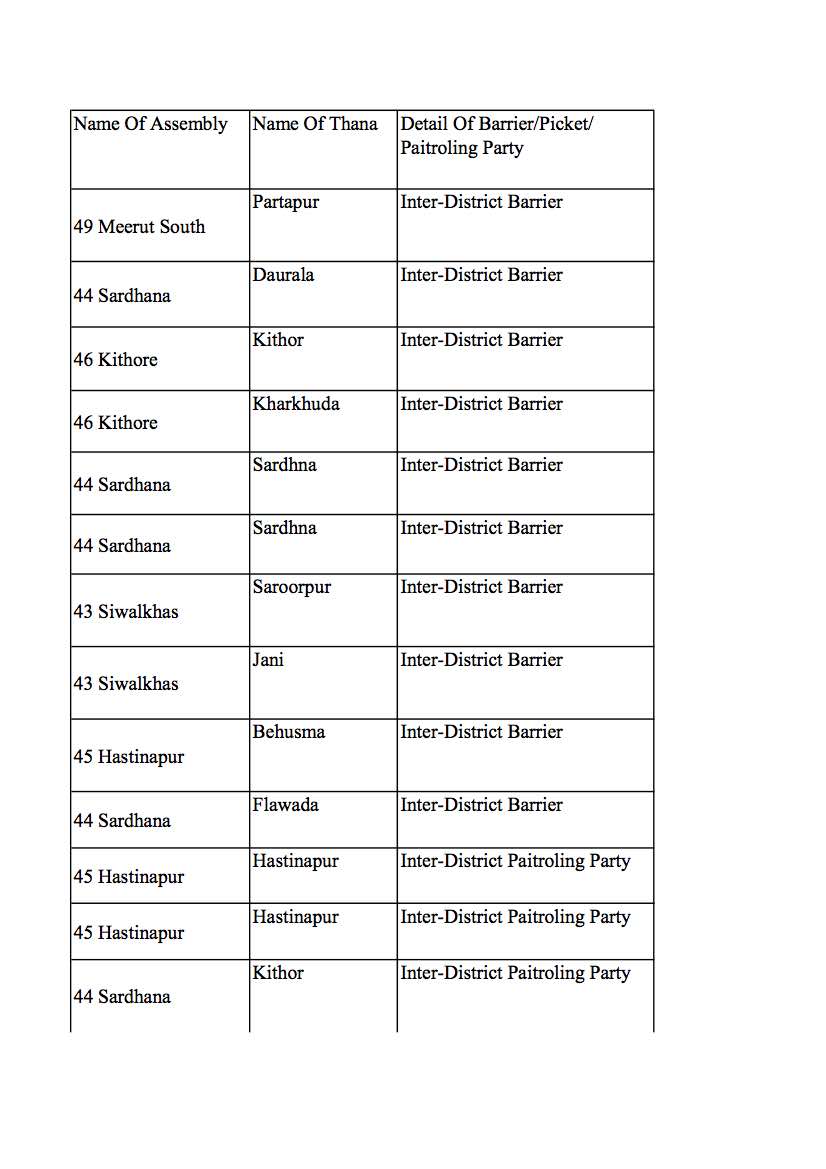 Name Of Assembly Name Of Thana Detail Of Barrier/Picket/
Paitroling Party
49 Meerut South Partapur Inter-District Barrier
44 Sardhana Daurala Inter-District Barrier
46 Kithore Kithor Inter-District Barrier
46 Kithore Kharkhuda Inter-District Barrier
44 Sardhana Sardhna Inter-District Barrier
44 Sardhana Sardhna Inter-District Barrier
43 Siwalkhas Saroorpur Inter-District Barrier
43 Siwalkhas Jani Inter-District Barrier
45 Hastinapur Behusma Inter-District Barrier
44 Sardhana Flawada Inter-District Barrier
45 Hastinapur Hastinapur Inter-District Paitroling Party
45 Hastinapur Hastinapur Inter-District Paitroling Party
44 Sardhana Kithor Inter-District Paitroling Party